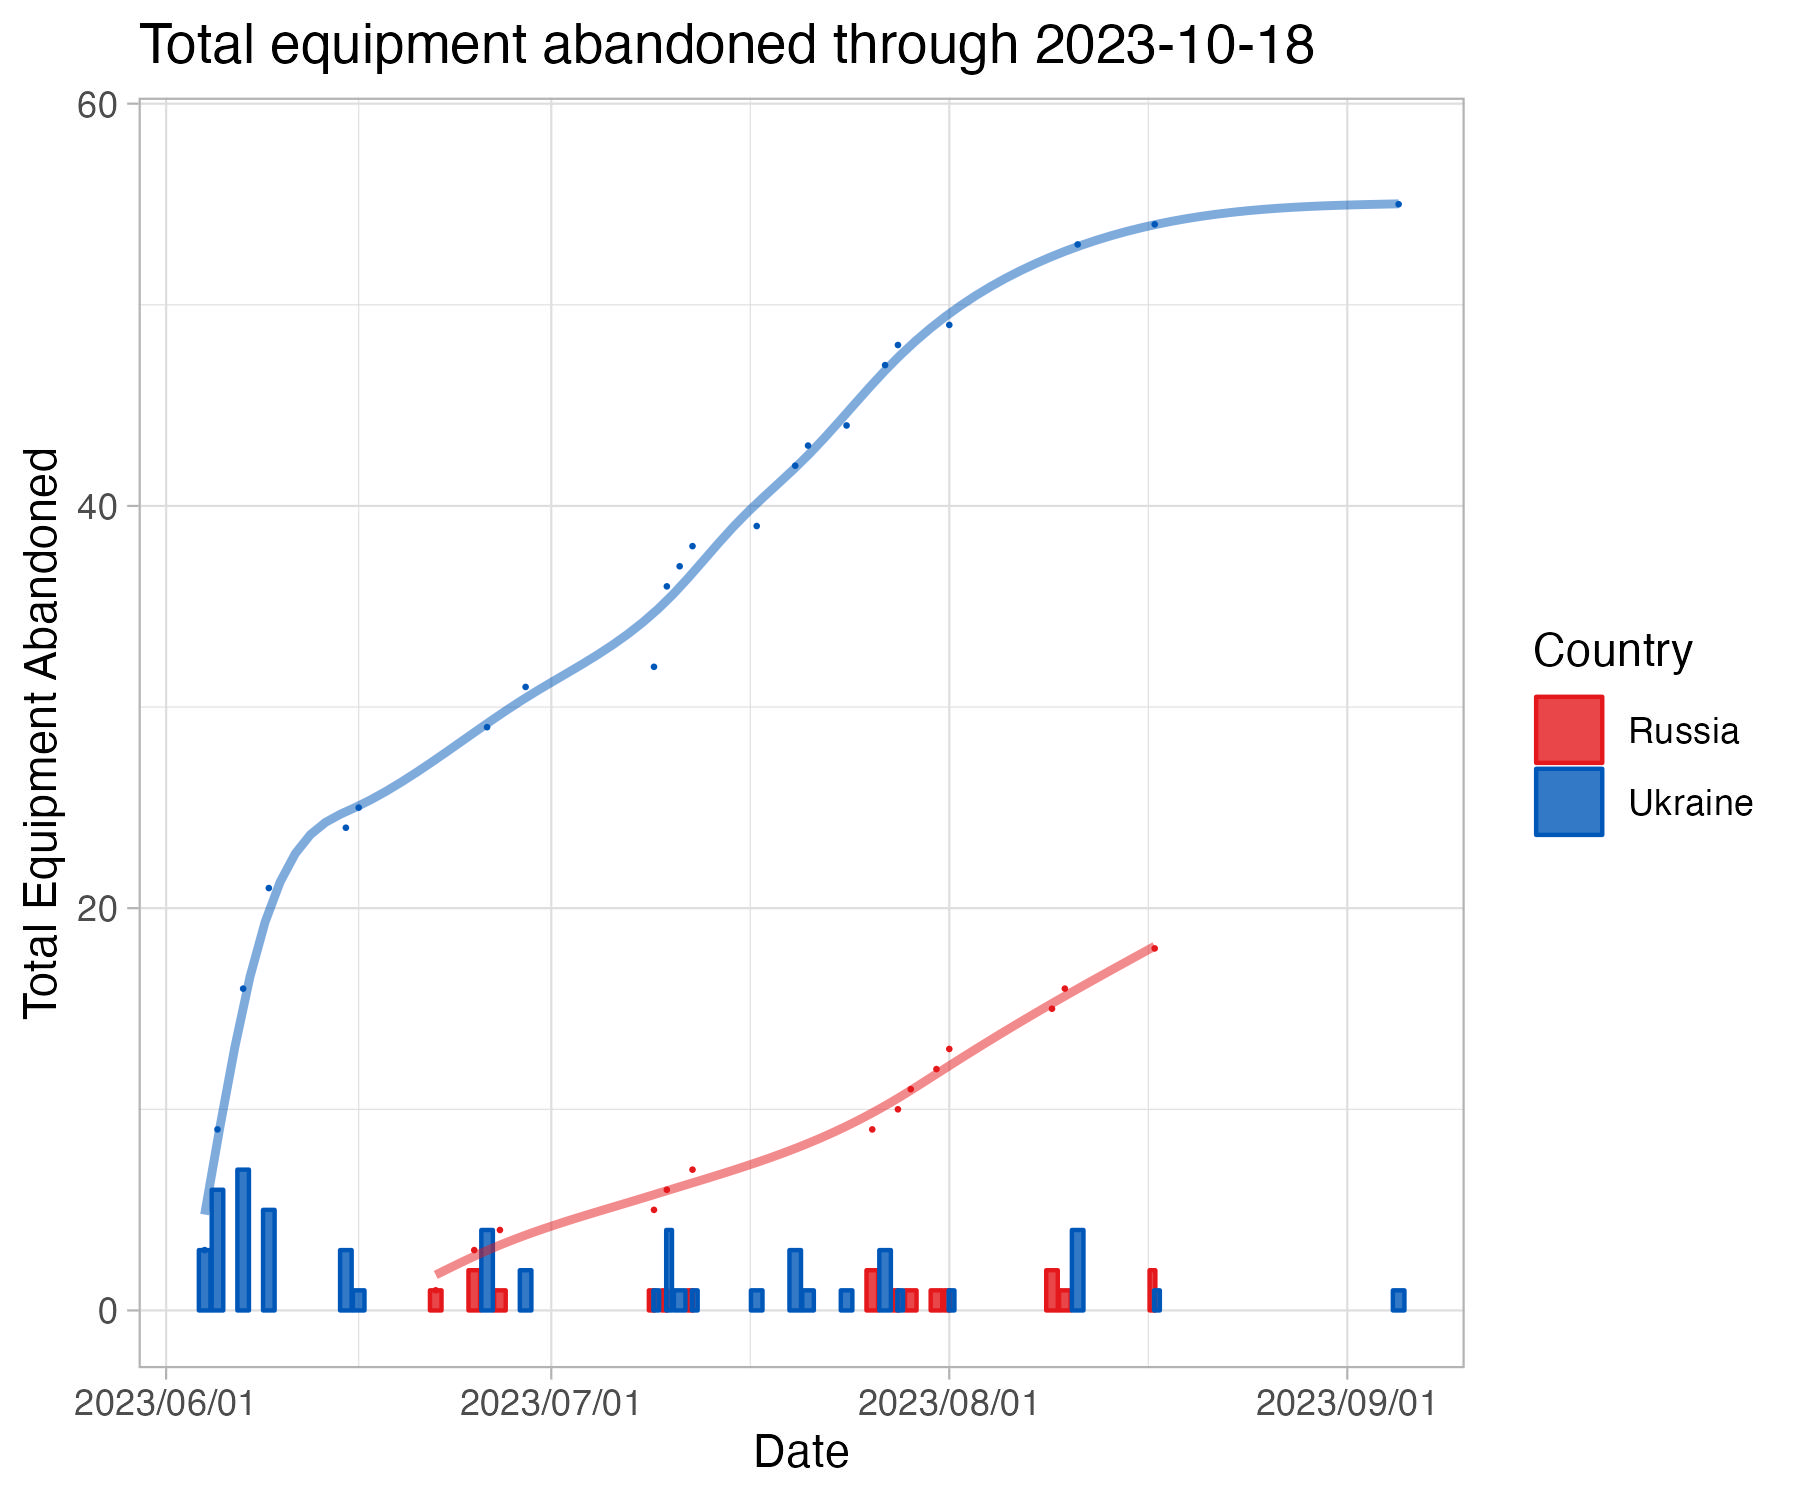 Total equipment abandoned through 2023-10-18
Total Equipment Abandoned
60
40
20
0
2023/06/01
2023/07/01
2023/08/01
2023/09/01
Date
Country
Russia
Ukraine